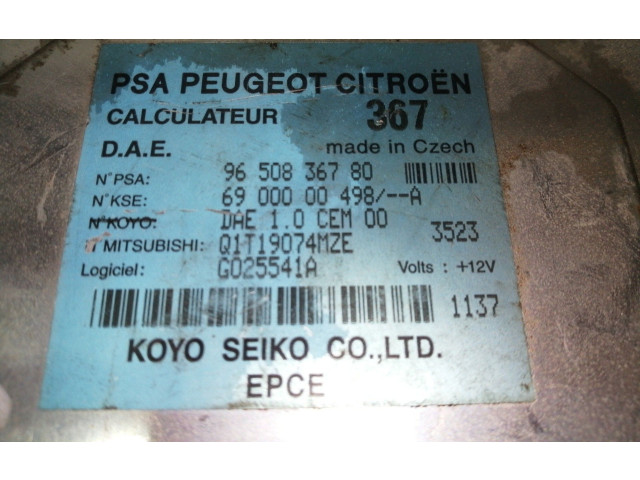 PSA PEUGEOT CITROËN
CALCULATEUR 367
D.A.E. made in Czech
N° PSA: 96 508 367 80
N° KSE: 69 000 00 498/--A
N° KOYO: DAE 1.0 CEM 00
MITSUBISHI: Q1T19074MZE 3523
Logiciel: G025541A Volts : +12V
1137
KOYO SEIKO CO.,LTD.
EPCE